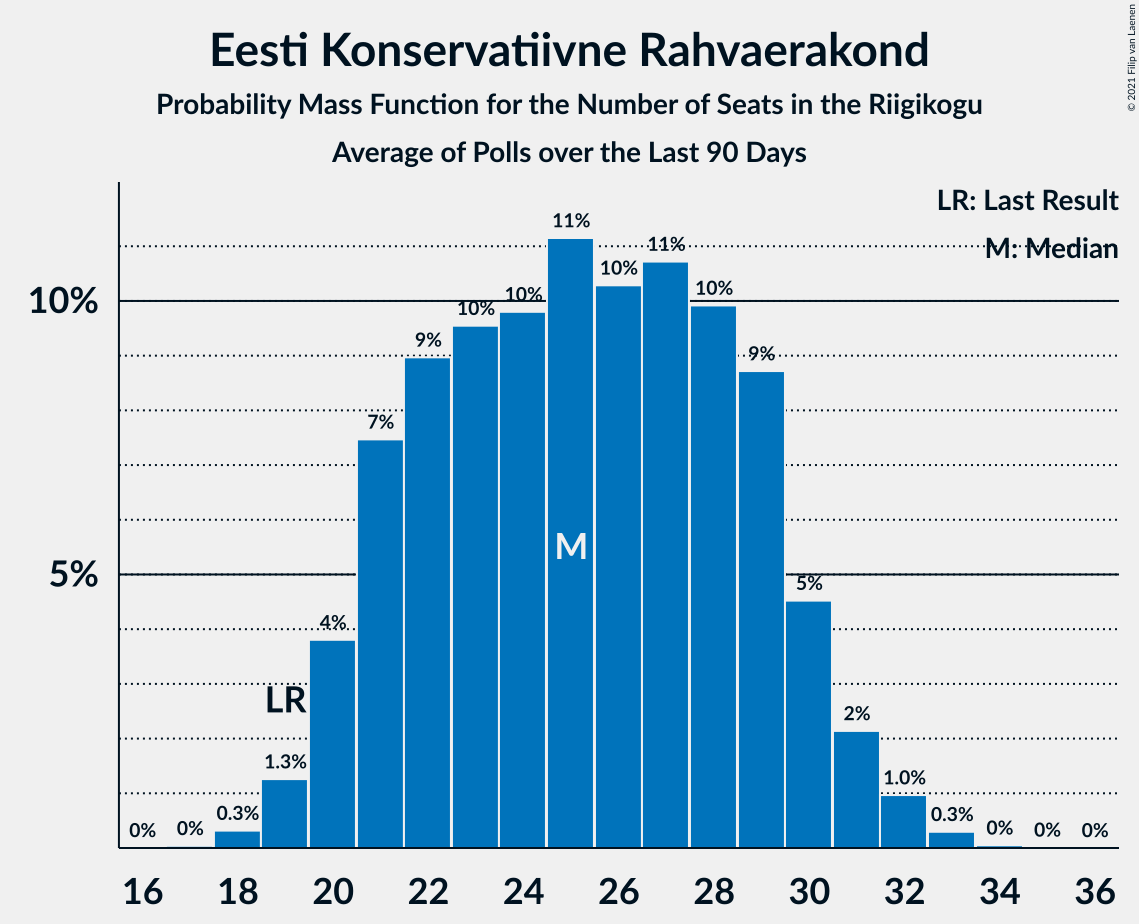 Eesti Konservatiivne Rahvaerakond
Probability Mass Function for the Number of Seats in the Riigikogu
Average of Polls over the Last 90 Days
© 2021 Filip van Laenen
LR: Last Result
M: Median
10%
5%
0%
0%
0.3%
1.3%
4%
7%
9%
10%
10%
11%
10%
11%
10%
9%
5%
2%
1.0%
0.3%
0%
0%
0%
LR
M
16 18 20 22 24 26 28 30 32 34 36